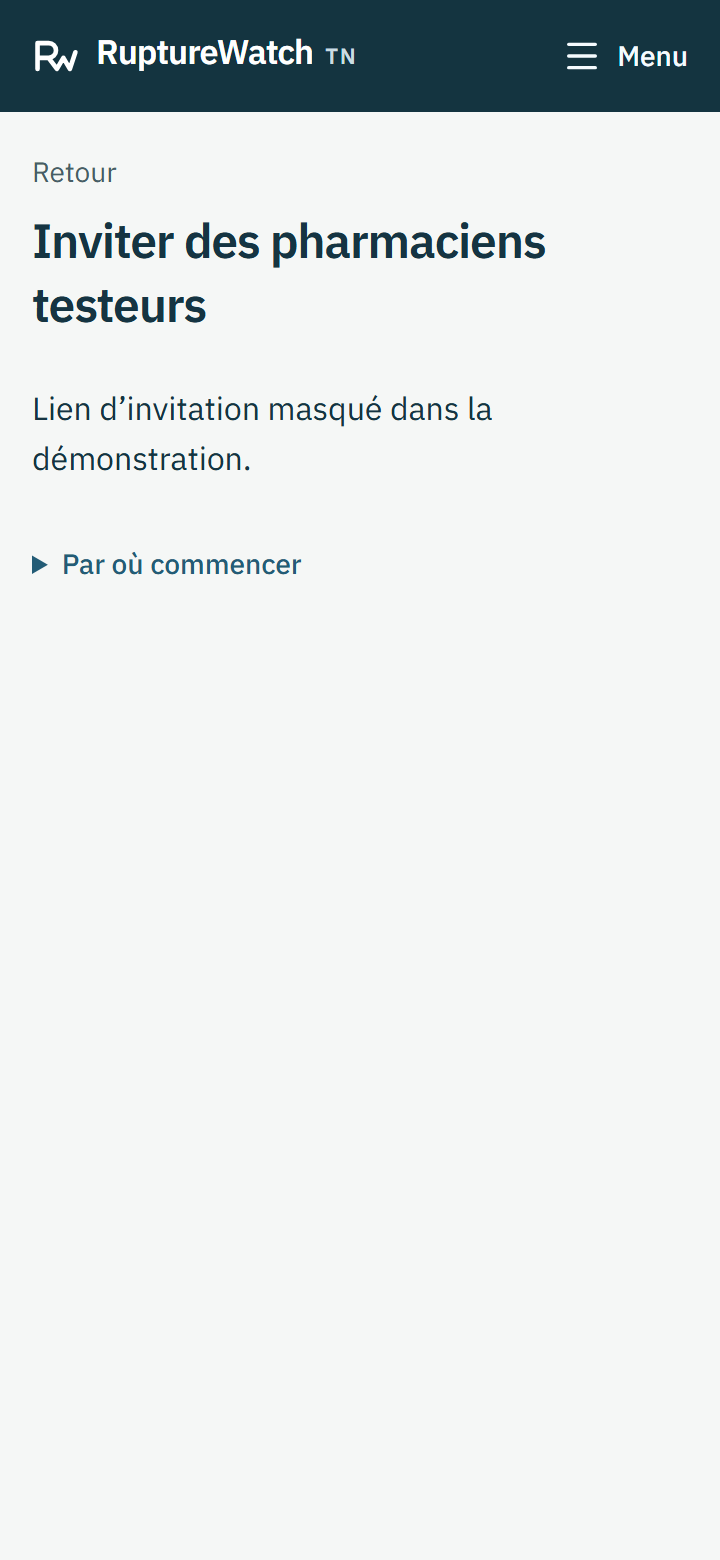 RW RuptureWatch TN
Menu
Retour
Inviter des pharmaciens
testeurs
Lien d’invitation masqué dans la
démonstration.
Par où commencer